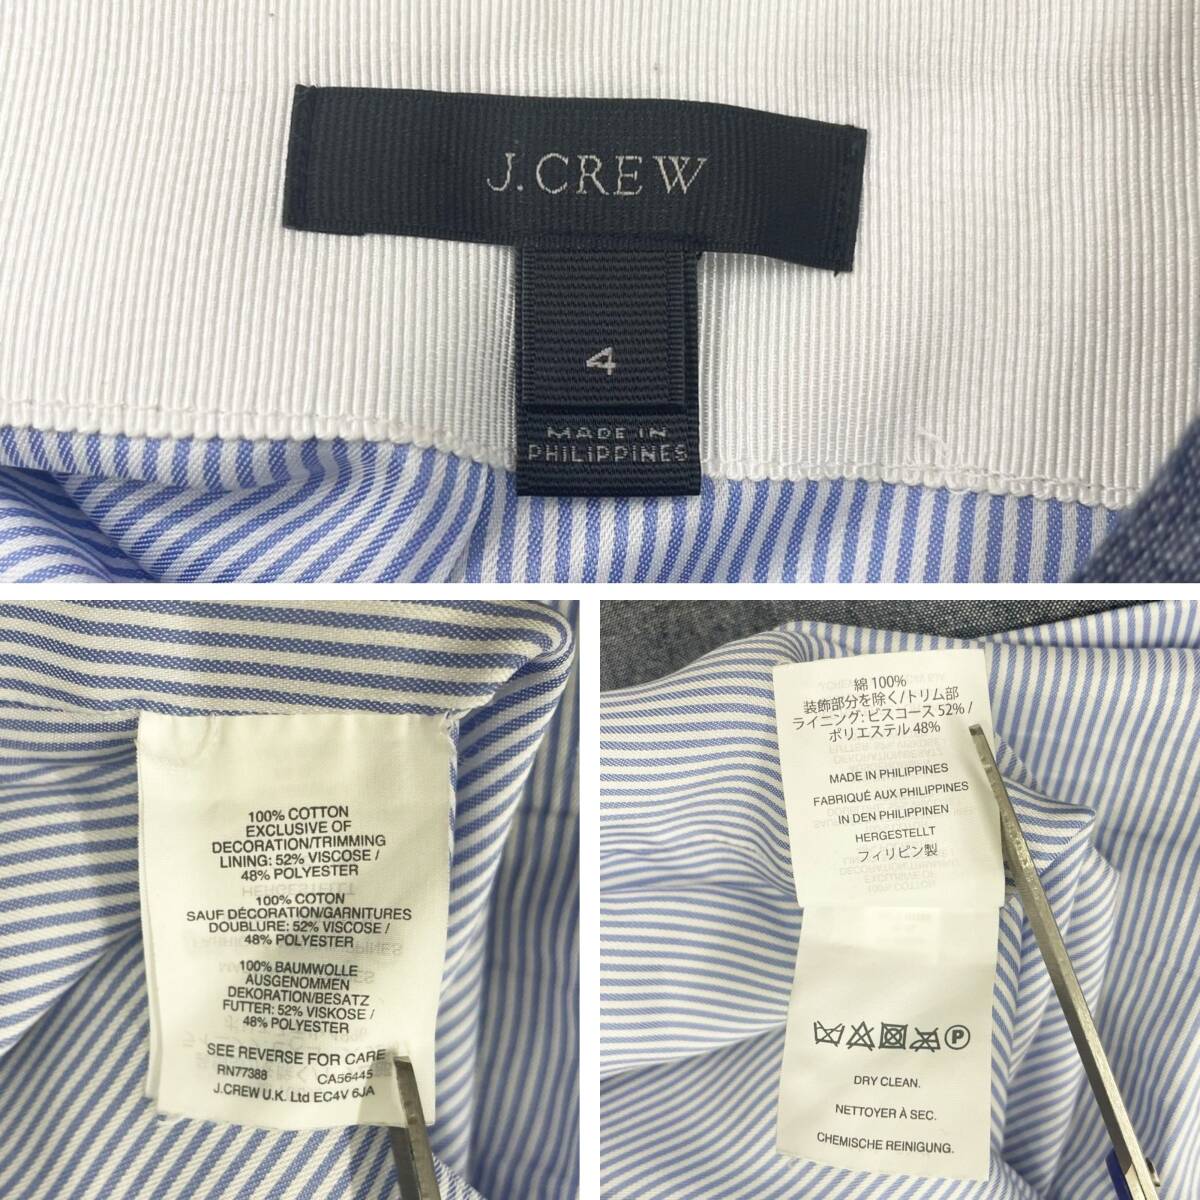 J.CREW
4
MADE IN
PHILIPPINES
100% COTTON
EXCLUSIVE OF
DECORATION/TRIMMING
LINING: 52% VISCOSE /
48% POLYESTER
100% COTON
SAUF DÉCORATION/GARNITURES
DOUBLURE: 52% VISCOSE /
48% POLYESTER
100% BAUMWOLLE
AUSGENOMMEN
DEKORATION/BESATZ
FUTTER: 52% VISKOSE /
48% POLYESTER
SEE REVERSE FOR CARE
RN77388 CA56445
J.CREW U.K. Ltd EC4V 6JA
綿 100%
装飾部分を除く/トリム部
ライニング: ビスコース 52% /
ポリエステル 48%
MADE IN PHILIPPINES
FABRIQUÉ AUX PHILIPPINES
IN DEN PHILIPPINEN
HERGESTELLT
フィリピン製
P
DRY CLEAN.
NETTOYER À SEC.
CHEMISCHE REINIGUNG.